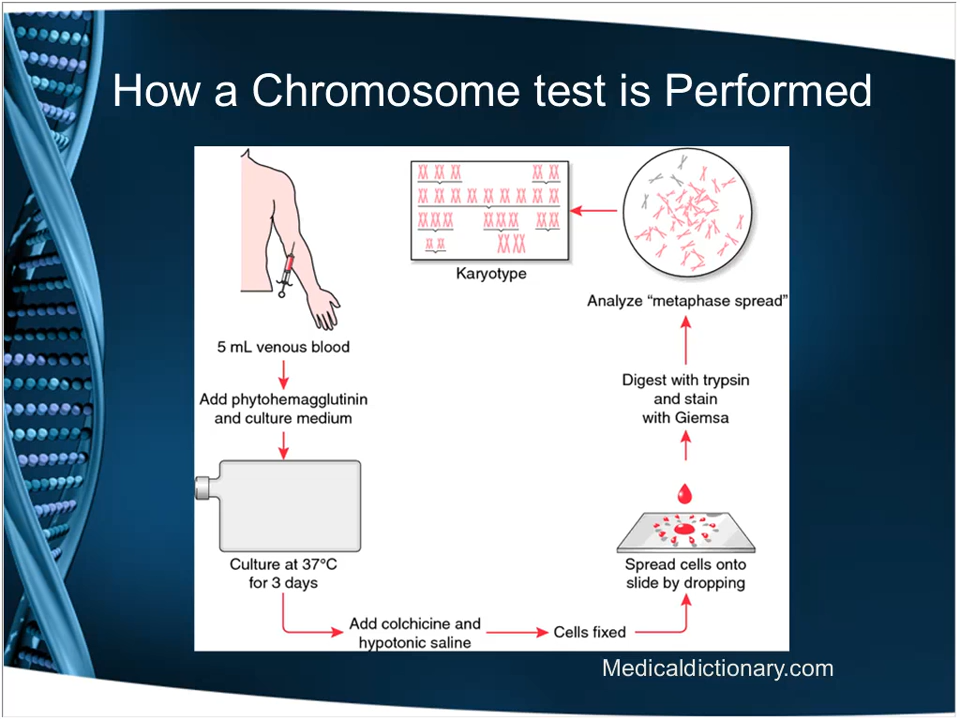 How a Chromosome test is Performed
5 mL venous blood
Add phytohemagglutinin
and culture medium
Culture at 37°C
for 3 days
Add colchicine and
hypotonic saline
Cells fixed
Spread cells onto
slide by dropping
Digest with trypsin
and stain
with Giemsa
Analyze “metaphase spread”
Karyotype
Medicaldictionary.com